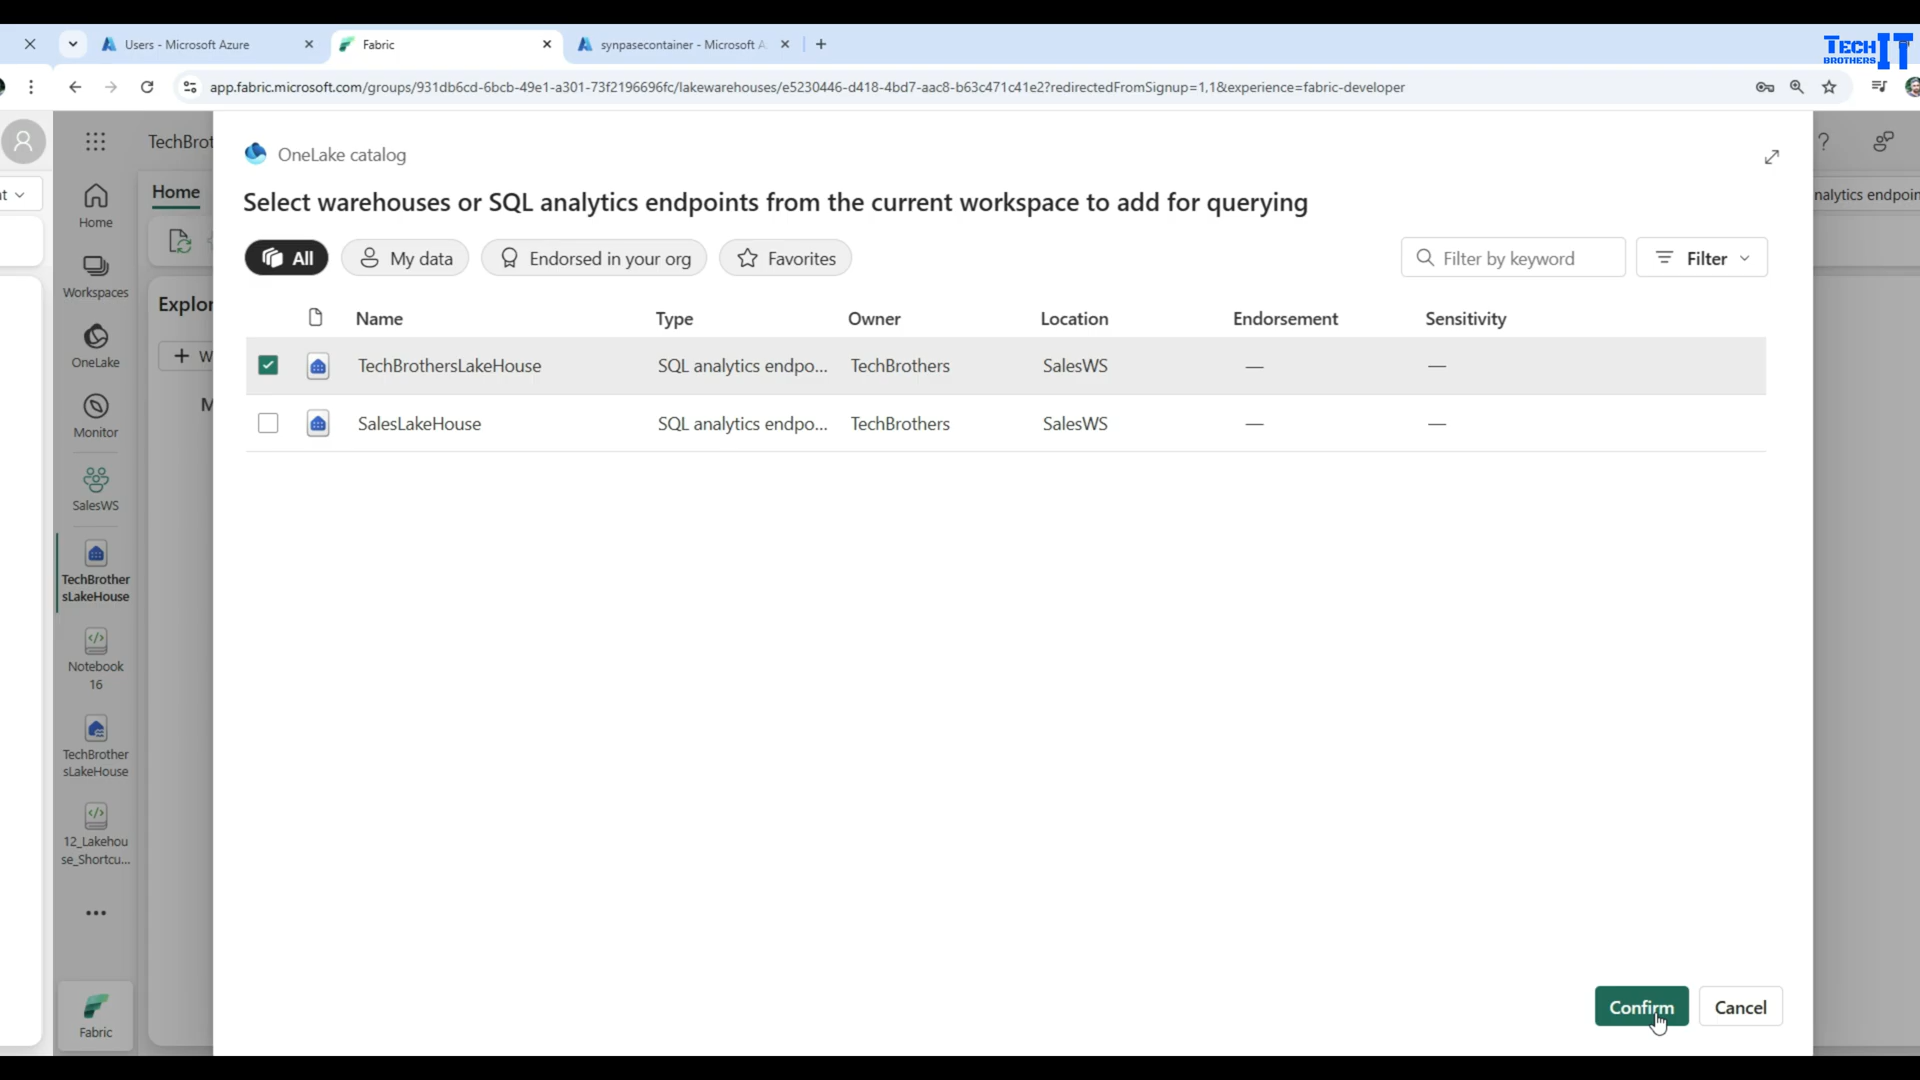 Users - Microsoft Azure
Fabric
synpasecontainer - Microsoft A
TECH IT
BROTHERS
app.fabric.microsoft.com/groups/931db6cd-6bcb-49e1-a301-73f2196696fc/lakewarehouses/e5230446-d418-4bd7-aac8-b63c471c41e2?redirectedFromSignup=1,1&experience=fabric-developer
TechBrot
OneLake catalog
Select warehouses or SQL analytics endpoints from the current workspace to add for querying
Home
nalytics endpoin
Home
All
My data
Endorsed in your org
Favorites
Filter by keyword
Filter
Workspaces
Explor
Name
Type
Owner
Location
Endorsement
Sensitivity
+ W
OneLake
TechBrothersLakeHouse
SQL analytics endpo...
TechBrothers
SalesWS
—
—
M
Monitor
SalesLakeHouse
SQL analytics endpo...
TechBrothers
SalesWS
—
—
SalesWS
TechBrother
sLakeHouse
Notebook
16
TechBrother
sLakeHouse
12_Lakehou
se_Shortcu...
Fabric
Confirm
Cancel